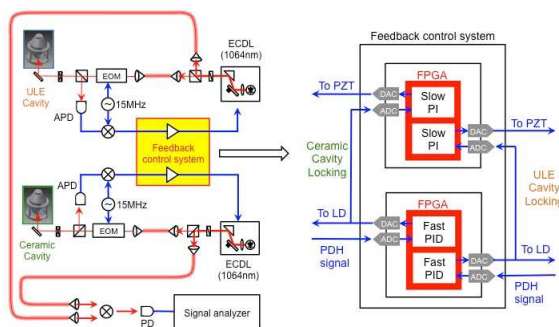 ECDL
(1064nm)
EOM
ULE
Cavity
15MHz
APD
Feedback
control system
APD
15MHz
EOM
Ceramic
Cavity
ECDL
(1064nm)
PD
Signal analyzer
Feedback control system
FPGA
To PZT
DAC
Slow
PI
ADC
Slow
PI
DAC
To PZT
ADC
Ceramic
Cavity
Locking
ULE
Cavity
Locking
FPGA
To LD
DAC
Fast
PID
ADC
PDH
signal
Fast
PID
DAC
To LD
ADC
PDH
signal